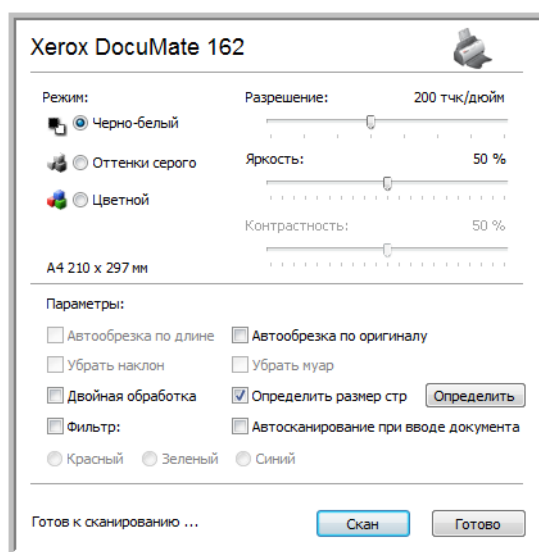 Xerox DocuMate 162
Режим:
Разрешение: 200 тчк/дюйм
Черно-белый
Оттенки серого
Яркость: 50 %
Цветной
Контрастность: 50 %
A4 210 x 297 мм
Параметры:
Автообрезка по длине Автообрезка по оригиналу
Убрать наклон Убрать муар
Двойная обработка Определить размер стр Определить
Фильтр: Автосканирование при вводе документа
Красный Зеленый Синий
Готов к сканированию ... Скан Готово